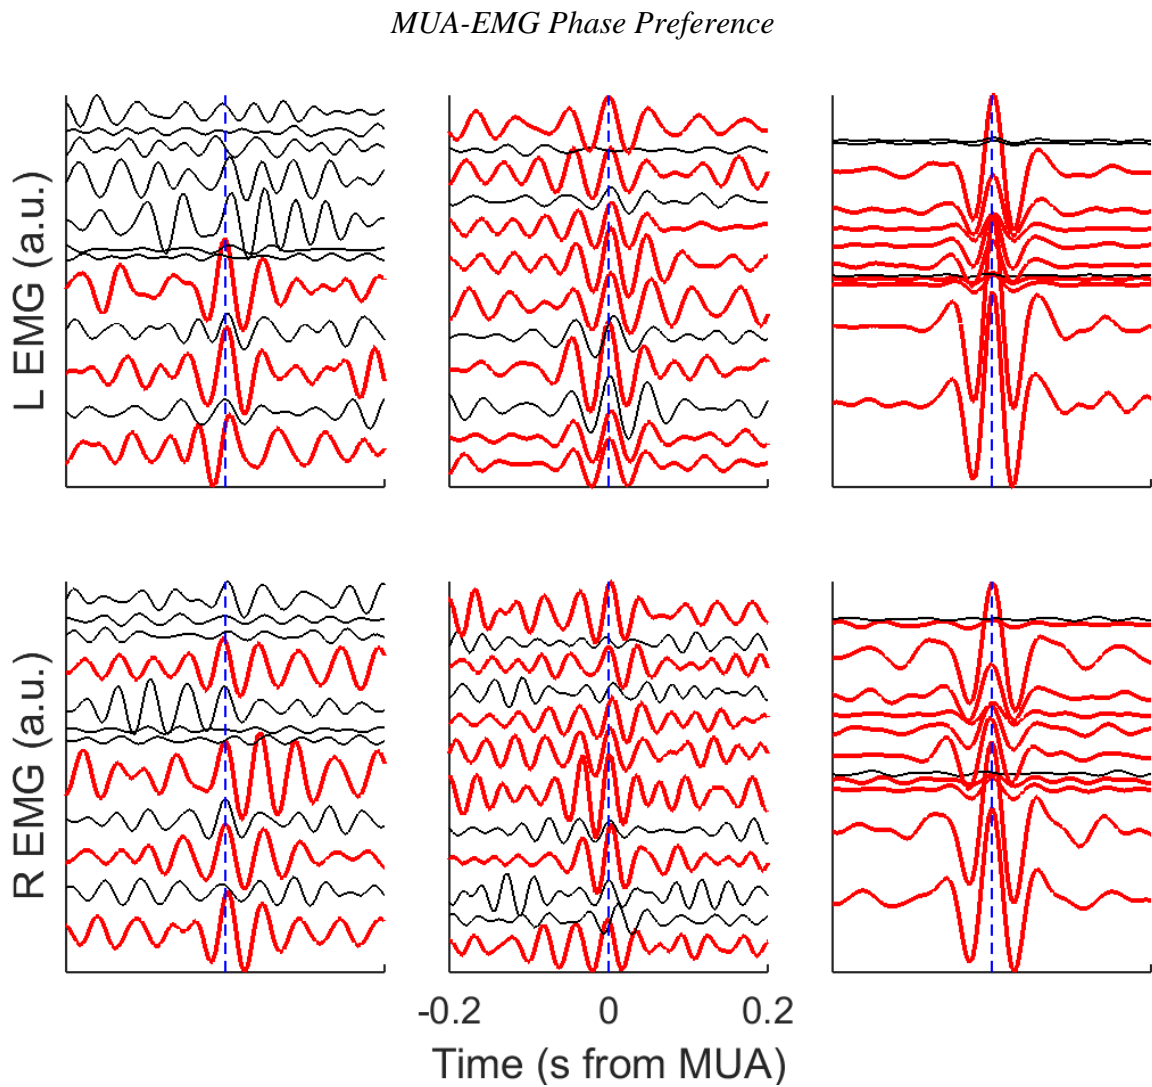 MUA-EMG Phase Preference
L EMG (a.u.)
R EMG (a.u.)
-0.2 0 0.2
Time (s from MUA)